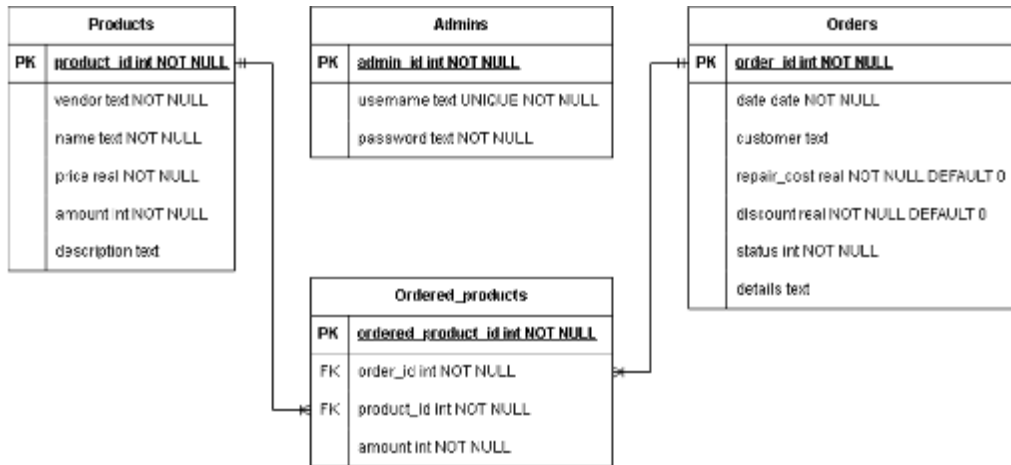 Products
PK product_id int NOT NULL
vendor text NOT NULL
name text NOT NULL
price real NOT NULL
amount int NOT NULL
description text
Admins
PK admin_id int NOT NULL
username text UNIQUE NOT NULL
password text NOT NULL
Orders
PK order_id int NOT NULL
date date NOT NULL
customer text
repair_cost real NOT NULL DEFAULT 0
discount real NOT NULL DEFAULT 0
status int NOT NULL
details text
Ordered_products
PK ordered_product_id int NOT NULL
FK order_id int NOT NULL
FK product_id int NOT NULL
amount int NOT NULL